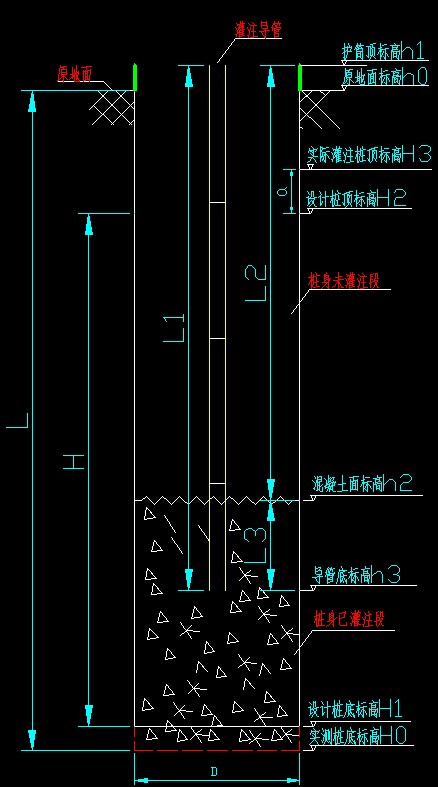 灌注导管
护筒顶标高h1
原地面
原地面标高h0
实际灌注桩顶标高H3
a
设计桩顶标高H2
L2
桩身未灌注段
L1
L
H
混凝土面标高h2
L3
导管底标高h3
桩身已灌注段
设计桩底标高H1
实测桩底标高H0
D